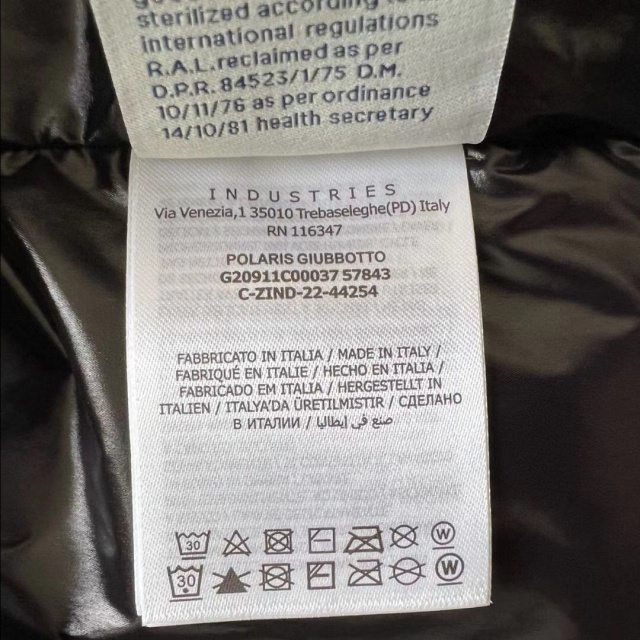 sterilized according to
international regulations
R.A.L. reclaimed as per
D.P.R. 84523/1/75 D.M.
10/11/76 as per ordinance
14/10/81 health secretary
INDUSTRIES
Via Venezia,1 35010 Trebaseleghe(PD) Italy
RN 116347
POLARIS GIUBBOTTO
G20911C00037 57843
C-ZIND-22-44254
FABBRICATO IN ITALIA / MADE IN ITALY /
FABRIQUÉ EN ITALIE / HECHO EN ITALIA /
FABRICADO EM ITALIA / HERGESTELLT IN
ITALIEN / ITALYA'DA ÜRETILMISTIR / СДЕЛАНО
В ИТАЛИИ / صنع في إيطاليا
30 W
30 W